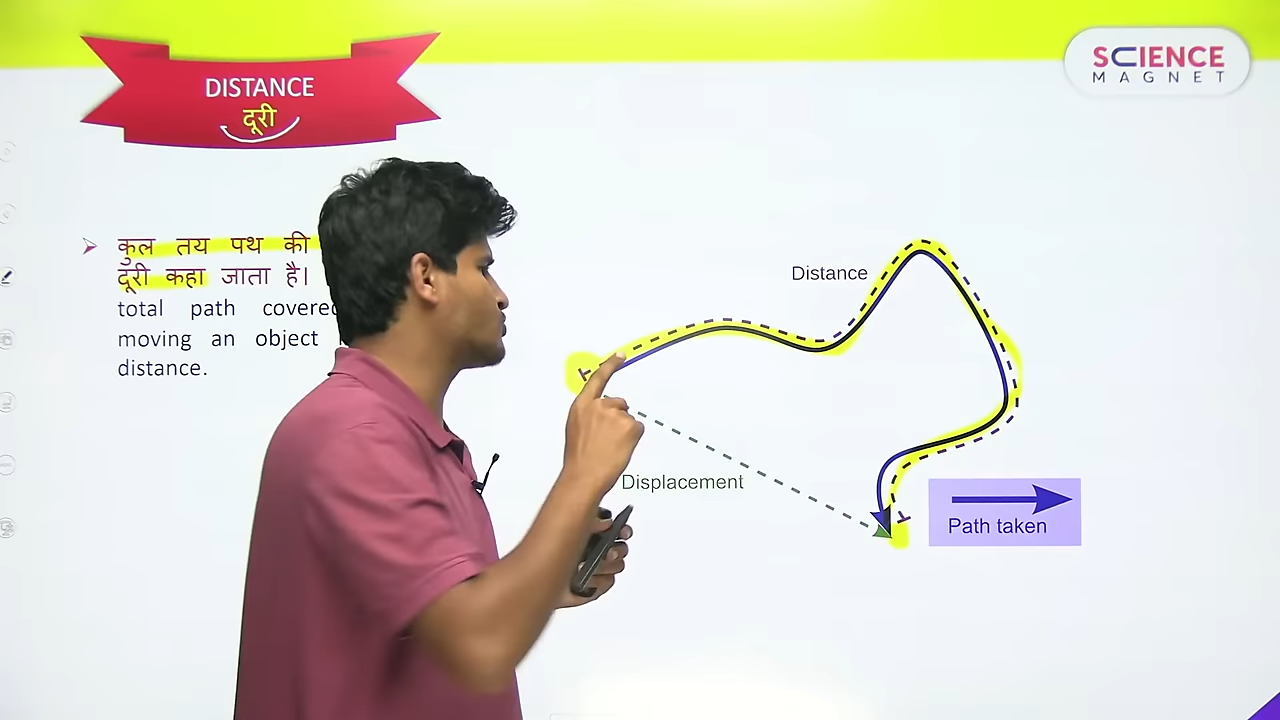 DISTANCE
दूरी
SCIENCE
MAGNET
कुल तय पथ की
दूरी कहा जाता है।
total path covered
moving an object
distance.
Distance
Displacement
Path taken